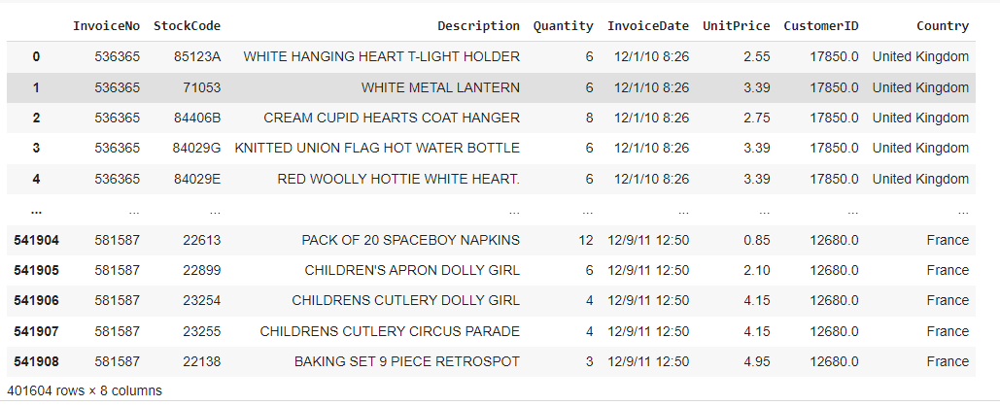 InvoiceNo StockCode Description Quantity InvoiceDate UnitPrice CustomerID Country
0 536365 85123A WHITE HANGING HEART T-LIGHT HOLDER 6 12/1/10 8:26 2.55 17850.0 United Kingdom
1 536365 71053 WHITE METAL LANTERN 6 12/1/10 8:26 3.39 17850.0 United Kingdom
2 536365 84406B CREAM CUPID HEARTS COAT HANGER 8 12/1/10 8:26 2.75 17850.0 United Kingdom
3 536365 84029G KNITTED UNION FLAG HOT WATER BOTTLE 6 12/1/10 8:26 3.39 17850.0 United Kingdom
4 536365 84029E RED WOOLLY HOTTIE WHITE HEART. 6 12/1/10 8:26 3.39 17850.0 United Kingdom
... ... ... ... ... ... ... ... ...
541904 581587 22613 PACK OF 20 SPACEBOY NAPKINS 12 12/9/11 12:50 0.85 12680.0 France
541905 581587 22899 CHILDREN'S APRON DOLLY GIRL 6 12/9/11 12:50 2.10 12680.0 France
541906 581587 23254 CHILDRENS CUTLERY DOLLY GIRL 4 12/9/11 12:50 4.15 12680.0 France
541907 581587 23255 CHILDRENS CUTLERY CIRCUS PARADE 4 12/9/11 12:50 4.15 12680.0 France
541908 581587 22138 BAKING SET 9 PIECE RETROSPOT 3 12/9/11 12:50 4.95 12680.0 France
401604 rows × 8 columns